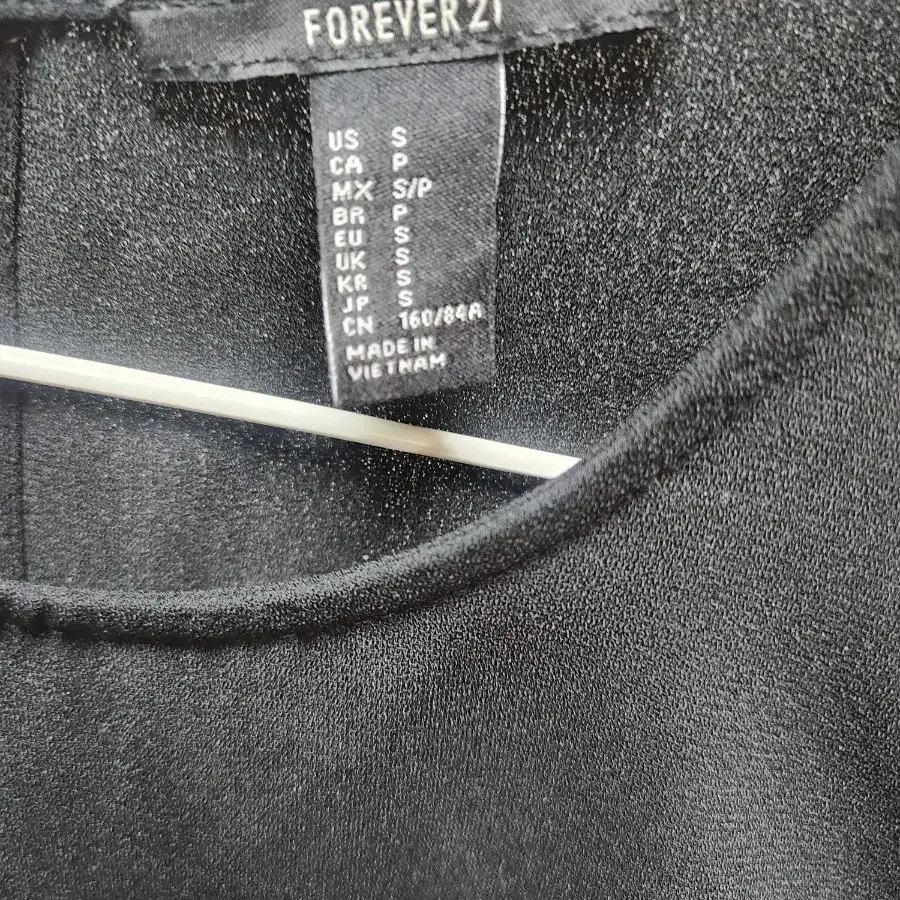 FOREVER 21
US S
CA P
MX S/P
BR P
EU S
UK S
KR S
JP S
CN 160/84A
MADE IN
VIETNAM